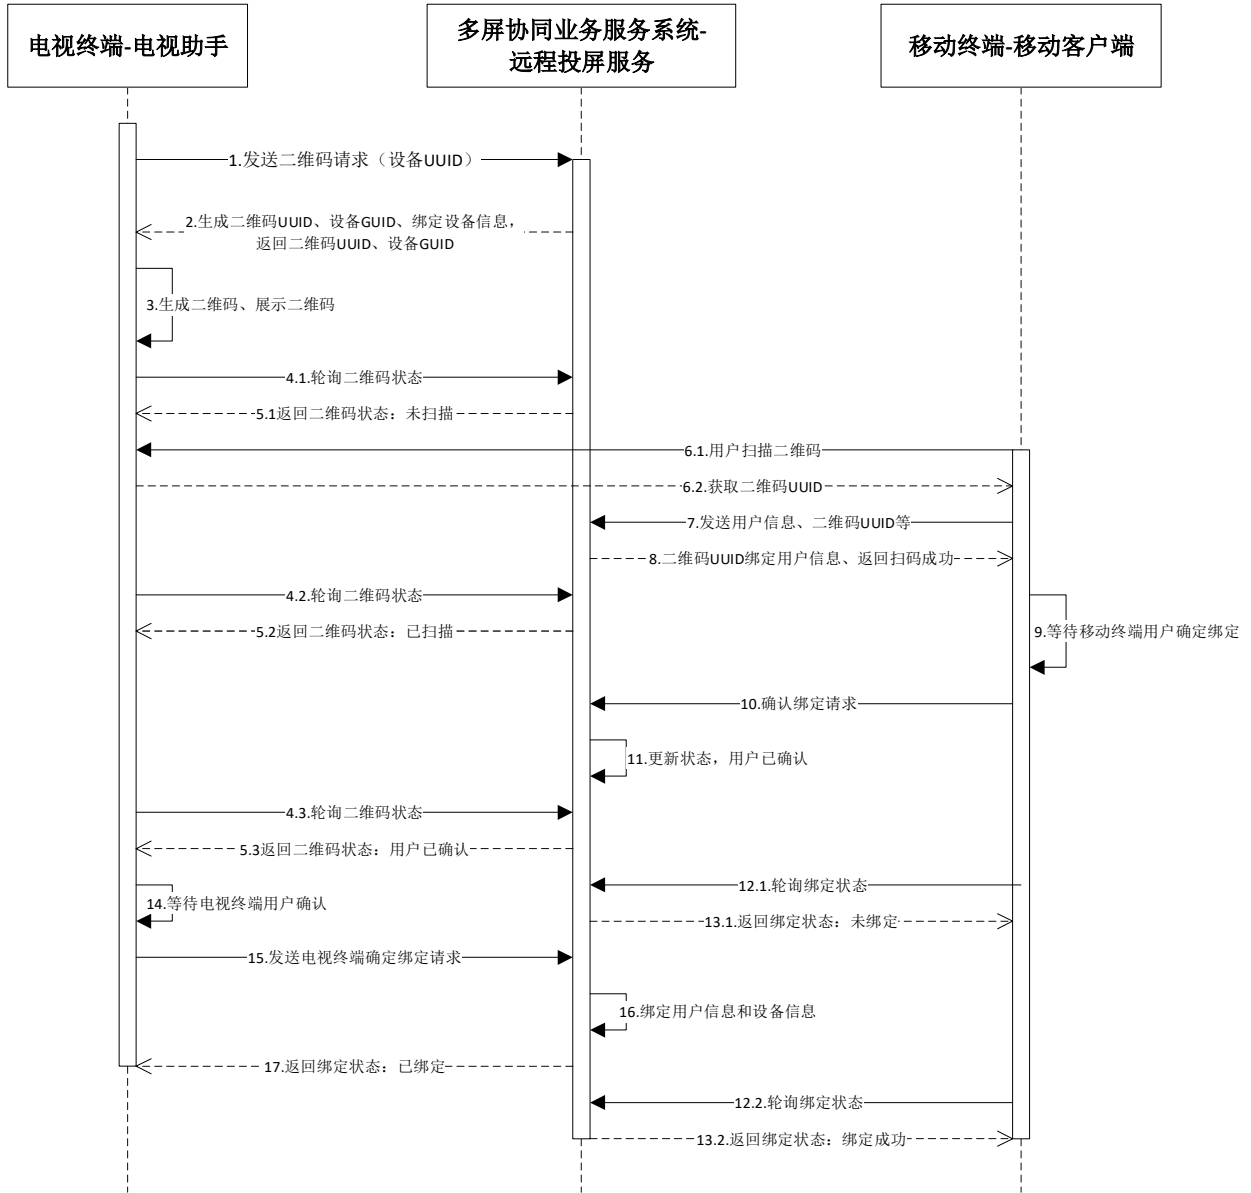 电视终端-电视助手
多屏协同业务服务系统-
远程投屏服务
移动终端-移动客户端
1.发送二维码请求（设备UUID）
2.生成二维码UUID、设备GUID、绑定设备信息，
返回二维码UUID、设备GUID
3.生成二维码、展示二维码
4.1.轮询二维码状态
5.1返回二维码状态：未扫描
6.1.用户扫描二维码
6.2.获取二维码UUID
7.发送用户信息、二维码UUID等
8.二维码UUID绑定用户信息、返回扫码成功
4.2.轮询二维码状态
5.2返回二维码状态：已扫描
9.等待移动终端用户确定绑定
10.确认绑定请求
11.更新状态，用户已确认
4.3.轮询二维码状态
5.3返回二维码状态：用户已确认
12.1.轮询绑定状态
14.等待电视终端用户确认
13.1.返回绑定状态：未绑定
15.发送电视终端确定绑定请求
16.绑定用户信息和设备信息
17.返回绑定状态：已绑定
12.2.轮询绑定状态
13.2.返回绑定状态：绑定成功